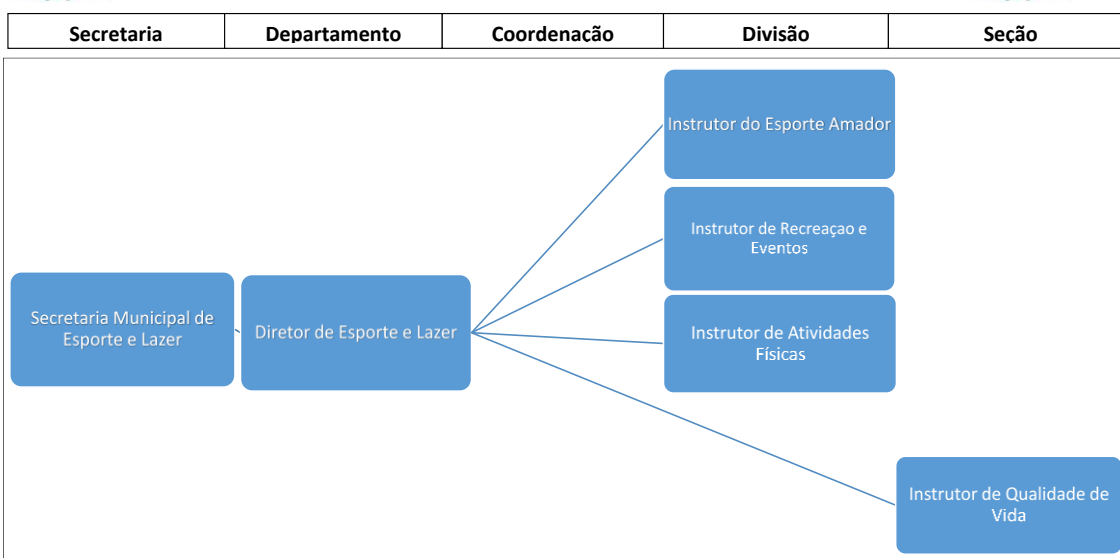 Secretaria Departamento Coordenação Divisão Seção
Instrutor do Esporte Amador
Instrutor de Recreaçao e
Eventos
Secretaria Municipal de
Esporte e Lazer
Diretor de Esporte e Lazer
Instrutor de Atividades
Físicas
Instrutor de Qualidade de
Vida